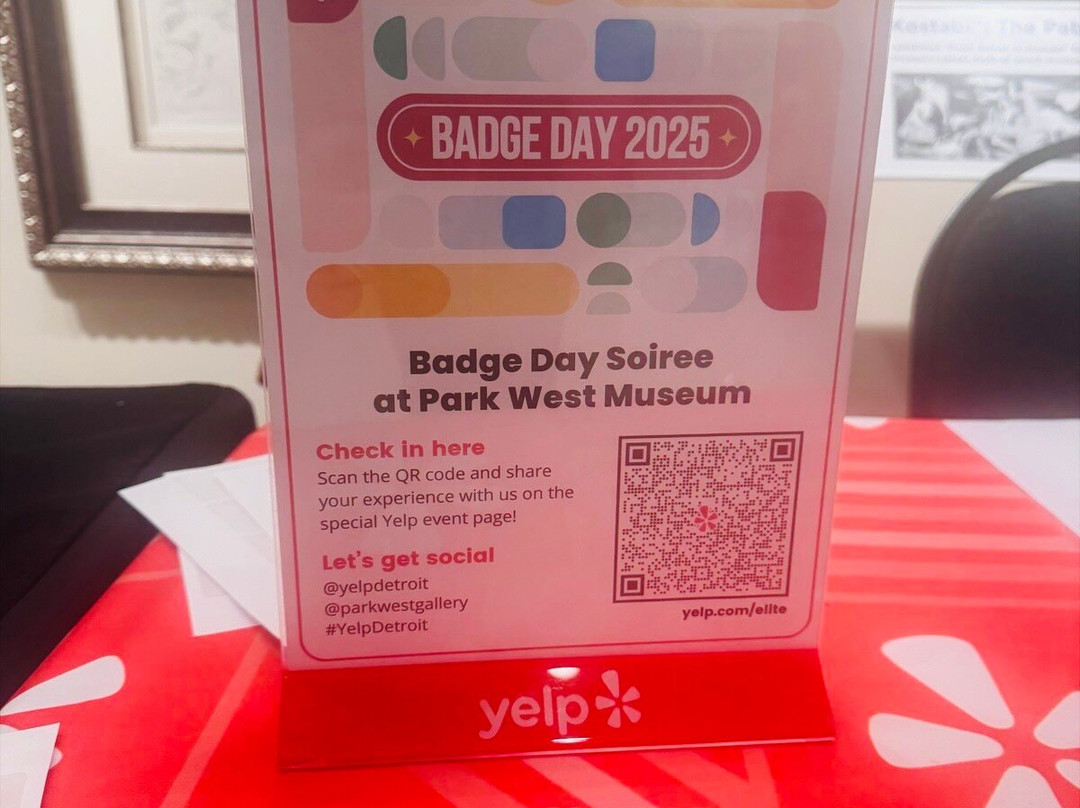 BADGE DAY 2025
Badge Day Soiree
at Park West Museum
Check in here
Scan the QR code and share
your experience with us on the
special Yelp event page!
Let's get social
@yelpdetroit
@parkwestgallery
#YelpDetroit
yelp.com/elite
yelp